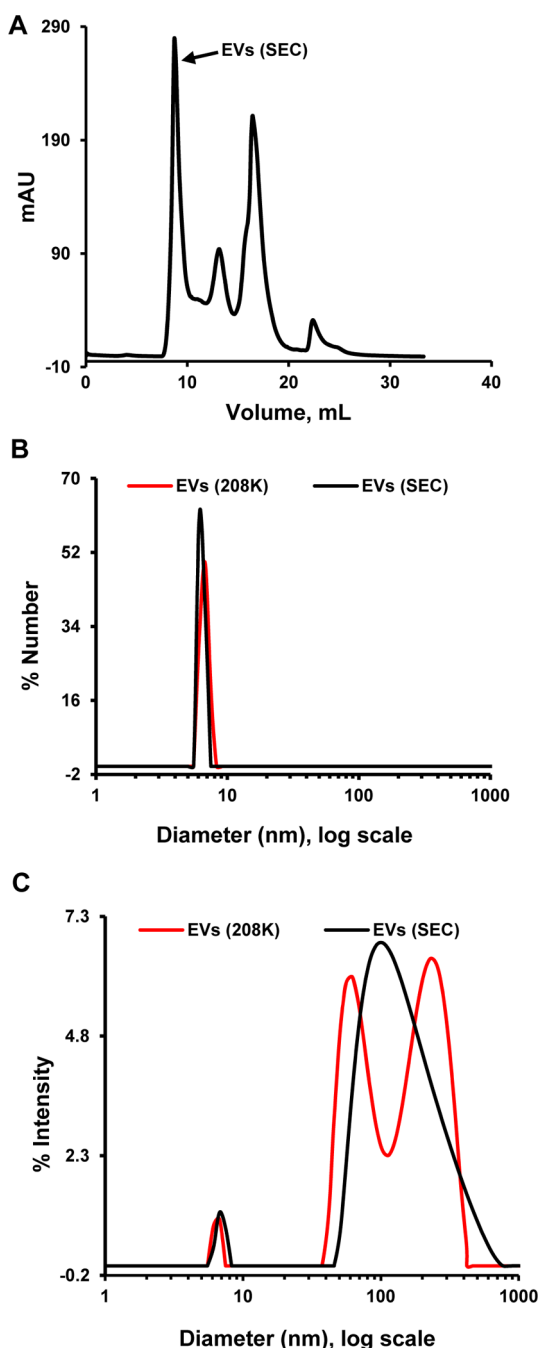 A
290
EVs (SEC)
190
mAU
90
-10
0 10 20 30 40
Volume, mL
B
70
EVs (208K) EVs (SEC)
52
% Number
34
16
-2
1 10 100 1000
Diameter (nm), log scale
C
7.3
EVs (208K) EVs (SEC)
4.8
% Intensity
2.3
-0.2
1 10 100 1000
Diameter (nm), log scale